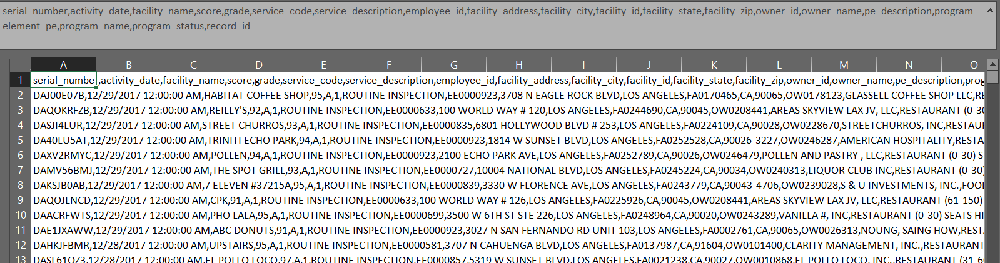 serial_number,activity_date,facility_name,score,grade,service_code,service_description,employee_id,facility_address,facility_city,facility_id,facility_state,facility_zip,owner_id,owner_name,pe_description,program_
element_pe,program_name,program_status,record_id
A B C D E F G H I J K L M N O
1 serial_number,activity_date,facility_name,score,grade,service_code,service_description,employee_id,facility_address,facility_city,facility_id,facility_state,facility_zip,owner_id,owner_name,pe_description,prog
2 DAJ00E07B,12/29/2017 12:00:00 AM,HABITAT COFFEE SHOP,95,A,1,ROUTINE INSPECTION,EE0000923,3708 N EAGLE ROCK BLVD,LOS ANGELES,FA0170465,CA,90065,OW0178123,GLASSELL COFFEE SHOP LLC,RE
3 DAQOKRFZB,12/29/2017 12:00:00 AM,REILLY'S,92,A,1,ROUTINE INSPECTION,EE0000633,100 WORLD WAY # 120,LOS ANGELES,FA0244690,CA,90045,OW0208441,AREAS SKYVIEW LAX JV, LLC,RESTAURANT (0-30
4 DASJI4LUR,12/29/2017 12:00:00 AM,STREET CHURROS,93,A,1,ROUTINE INSPECTION,EE0000835,6801 HOLLYWOOD BLVD # 253,LOS ANGELES,FA0224109,CA,90028,OW0228670,STREETCHURROS, INC,RESTAUR
5 DA40LU5AT,12/29/2017 12:00:00 AM,TRINITI ECHO PARK,94,A,1,ROUTINE INSPECTION,EE0000923,1814 W SUNSET BLVD,LOS ANGELES,FA0252528,CA,90026-3227,OW0246287,AMERICAN HOSPITALITY,RESTA
6 DAXV2RMYC,12/29/2017 12:00:00 AM,POLLEN,94,A,1,ROUTINE INSPECTION,EE0000923,2100 ECHO PARK AVE,LOS ANGELES,FA0252789,CA,90026,OW0246479,POLLEN AND PASTRY , LLC,RESTAURANT (0-30) SE
7 DAMV56BMJ,12/29/2017 12:00:00 AM,THE SPOT GRILL,93,A,1,ROUTINE INSPECTION,EE0000727,10004 NATIONAL BLVD,LOS ANGELES,FA0245224,CA,90034,OW0240313,LIQUOR CLUB INC,RESTAURANT (0-30)
8 DAKSJB0AB,12/29/2017 12:00:00 AM,7 ELEVEN #37215A,95,A,1,ROUTINE INSPECTION,EE0000839,3330 W FLORENCE AVE,LOS ANGELES,FA0243779,CA,90043-4706,OW0239028,S & U INVESTMENTS, INC.,FOOD
9 DAQOJLNCD,12/29/2017 12:00:00 AM,CPK,91,A,1,ROUTINE INSPECTION,EE0000633,100 WORLD WAY # 126,LOS ANGELES,FA0225926,CA,90045,OW0208441,AREAS SKYVIEW LAX JV, LLC,RESTAURANT (61-150)
10 DAACRFWTS,12/29/2017 12:00:00 AM,PHO LALA,95,A,1,ROUTINE INSPECTION,EE0000699,3500 W 6TH ST STE 226,LOS ANGELES,FA0248964,CA,90020,OW0243289,VANILLA #, INC,RESTAURANT (0-30) SEATS HI
11 DAE1JXAWW,12/29/2017 12:00:00 AM,ABC DONUTS,91,A,1,ROUTINE INSPECTION,EE0000923,3027 N SAN FERNANDO RD UNIT 103,LOS ANGELES,FA0002761,CA,90065,OW0026313,NOUNG, SAING HOW,RESTA
12 DAHKJFBMR,12/28/2017 12:00:00 AM,UPSTAIRS,95,A,1,ROUTINE INSPECTION,EE0000581,3707 N CAHUENGA BLVD,LOS ANGELES,FA0137987,CA,91604,OW0101400,CLARITY MANAGEMENT, INC.,RESTAURANT
13 DASL61O73,12/28/2017 12:00:00 AM,EL POLLO LOCO,97,A,1,ROUTINE INSPECTION,EE0000857,5319 W SUNSET BLVD,LOS ANGELES,FA0021238,CA,90027,OW0010868,EL POLLO LOCO, INC.,RESTAURANT (31-60